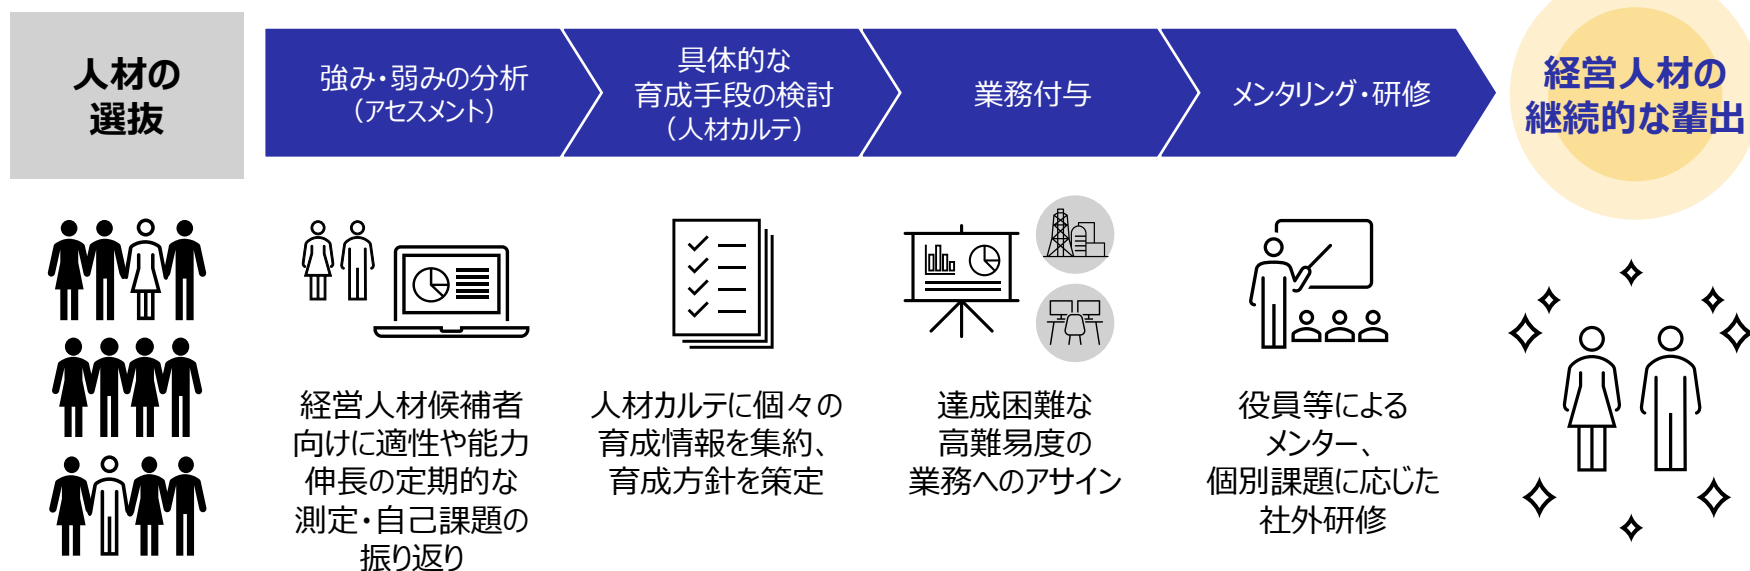 人材の
選抜
強み・弱みの分析
（アセスメント）
具体的な
育成手段の検討
（人材カルテ）
業務付与
メンタリング・研修
経営人材の
継続的な輩出
経営人材候補者
向けに適性や能力
伸長の定期的な
測定・自己課題の
振り返り
人材カルテに個々の
育成情報を集約、
育成方針を策定
達成困難な
高難易度の
業務へのアサイン
役員等による
メンター、
個別課題に応じた
社外研修